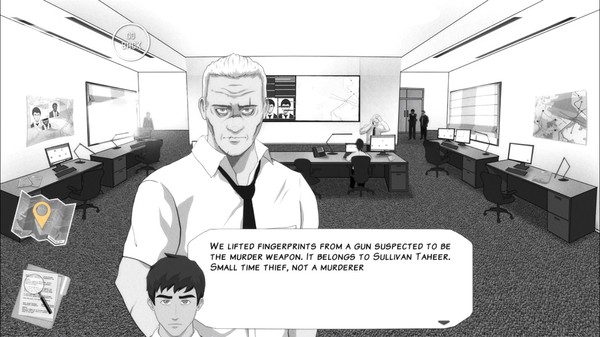 GO
BACK
WE LIFTED FINGERPRINTS FROM A GUN SUSPECTED TO BE
THE MURDER WEAPON. IT BELONGS TO SULLIVAN TAHEER.
SMALL TIME THIEF, NOT A MURDERER